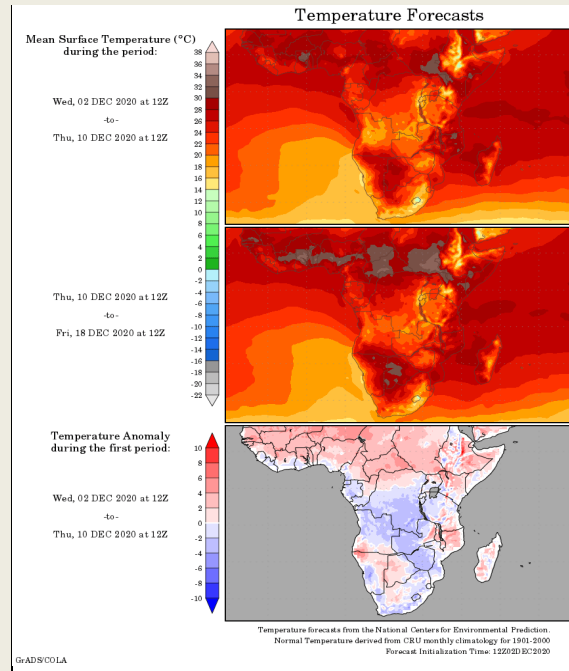 Temperature Forecasts
Mean Surface Temperature (°C)
during the period:
Wed, 02 DEC 2020 at 12Z
-to-
Thu, 10 DEC 2020 at 12Z
38
36
34
32
30
28
26
24
22
20
18
16
14
12
10
8
6
4
2
0
-2
-4
-6
-8
-10
-12
-14
-16
-18
-20
-22
Thu, 10 DEC 2020 at 12Z
-to-
Fri, 18 DEC 2020 at 12Z
Temperature Anomaly
during the first period:
Wed, 02 DEC 2020 at 12Z
-to-
Thu, 10 DEC 2020 at 12Z
10
8
6
4
2
0
-2
-4
-6
-8
-10
Temperature forecasts from the National Centers for Environmental Prediction.
Normal Temperature derived from CRU monthly climatology for 1901-2000
Forecast Initialization Time: 12Z02DEC2020
GrADS/COLA